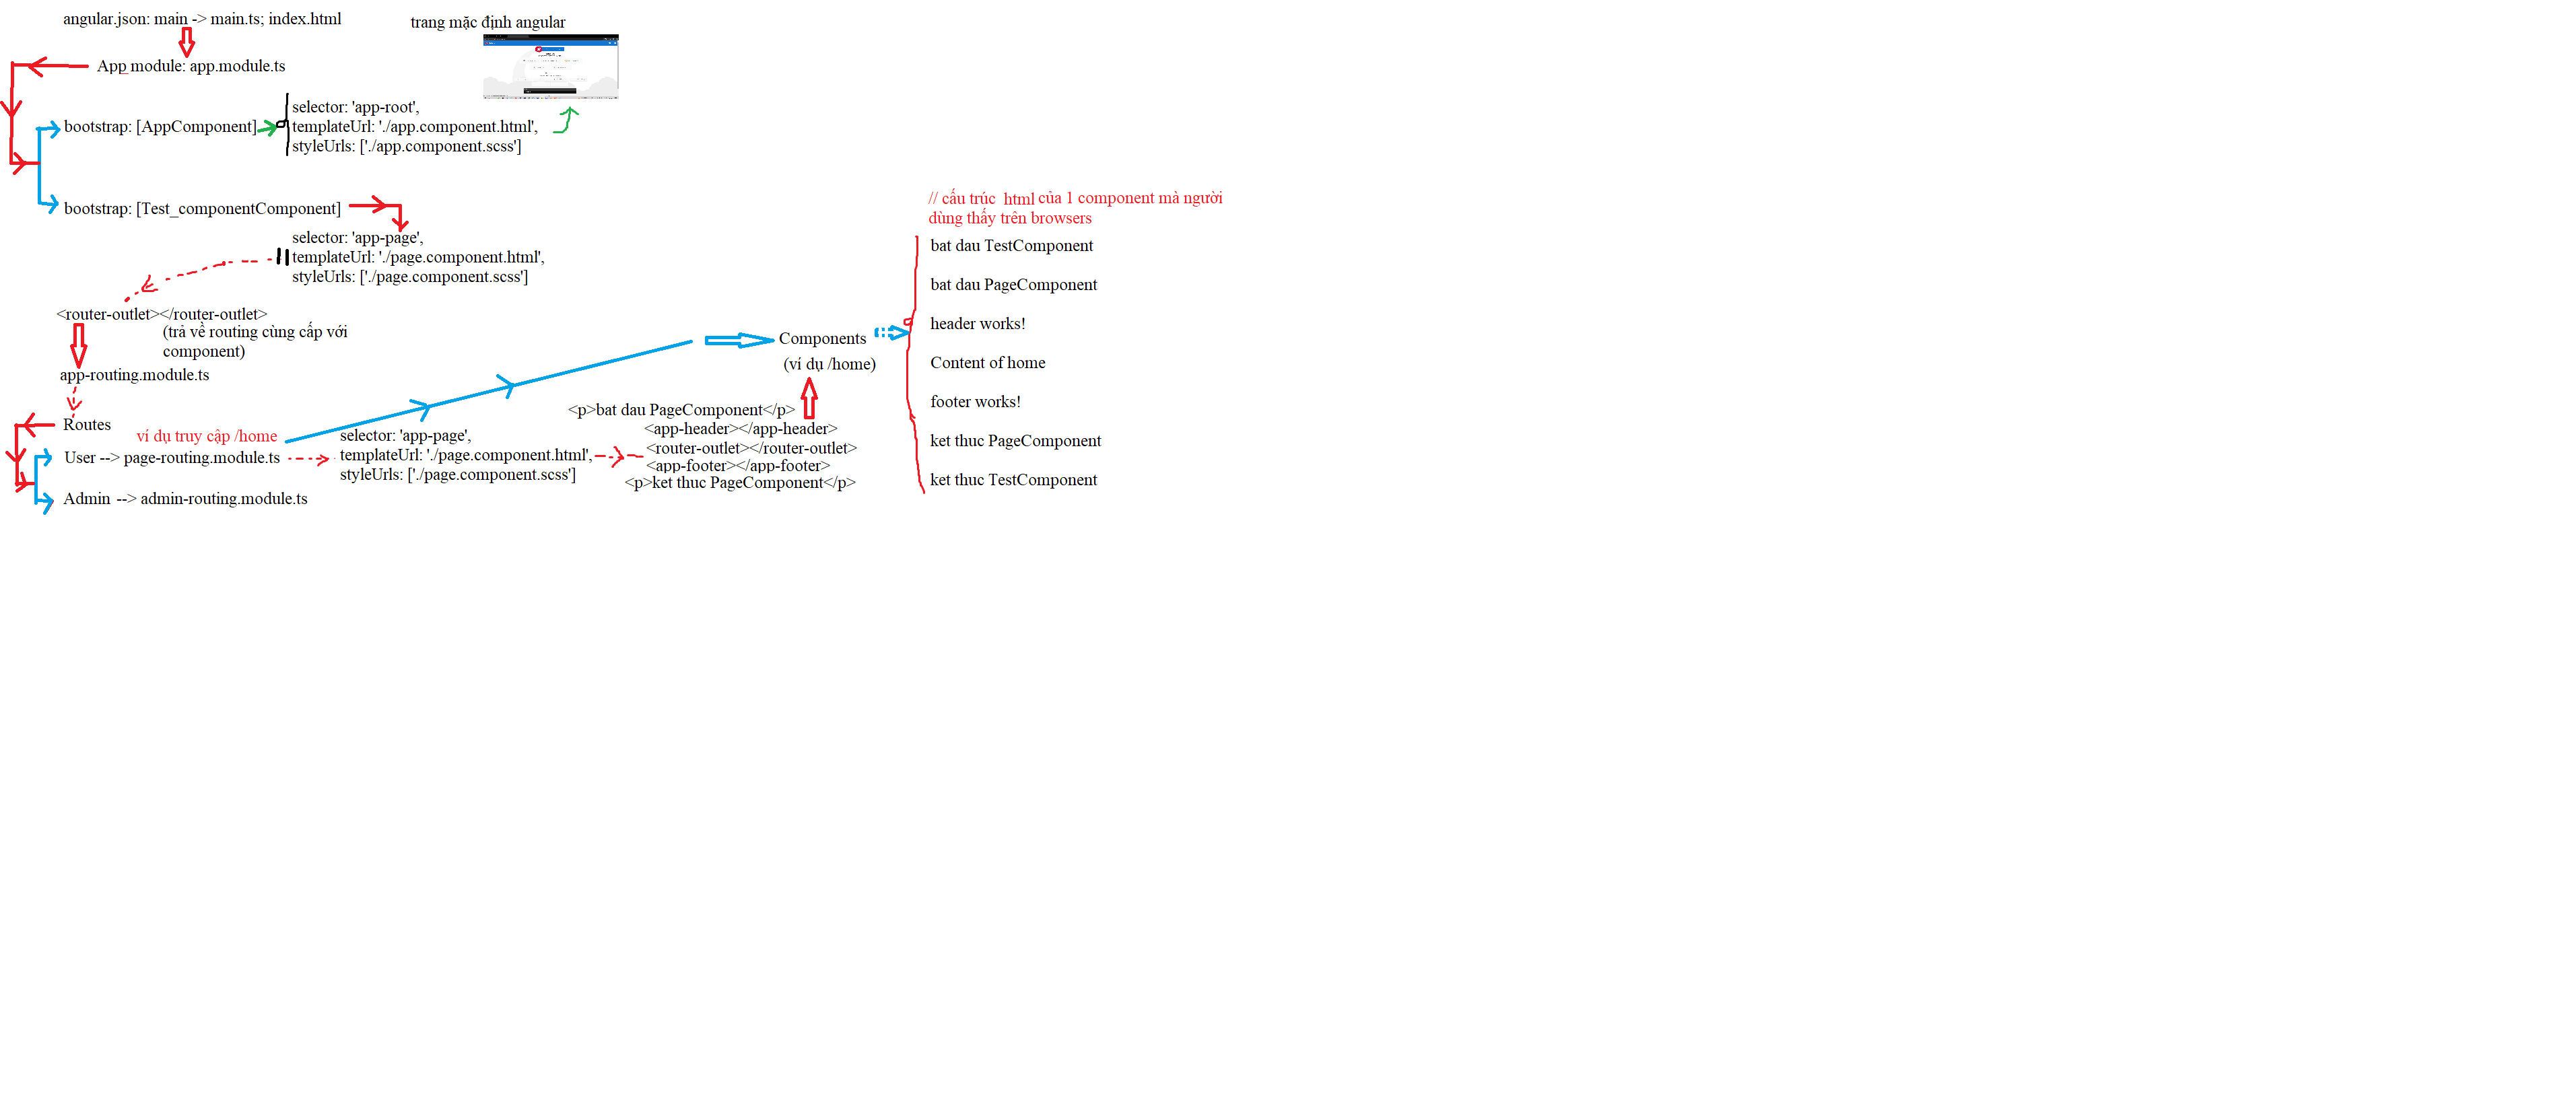 angular.json: main -> main.ts; index.html
trang mặc định angular
App_module: app.module.ts
bootstrap: [AppComponent]
selector: 'app-root',
templateUrl: './app.component.html',
styleUrls: ['./app.component.scss']
bootstrap: [Test_componentComponent]
selector: 'app-page',
templateUrl: './page.component.html',
styleUrls: ['./page.component.scss']
<router-outlet></router-outlet>
(trả về routing cùng cấp với
component)
app-routing.module.ts
Routes
ví dụ truy cập /home
User --> page-routing.module.ts
Admin --> admin-routing.module.ts
selector: 'app-page',
templateUrl: './page.component.html',
styleUrls: ['./page.component.scss']
<p>bat dau PageComponent</p>
<app-header></app-header>
<router-outlet></router-outlet>
<app-footer></app-footer>
<p>ket thuc PageComponent</p>
Components
(ví dụ /home)
// cấu trúc html của 1 component mà người
dùng thấy trên browsers
bat dau TestComponent
bat dau PageComponent
header works!
Content of home
footer works!
ket thuc PageComponent
ket thuc TestComponent